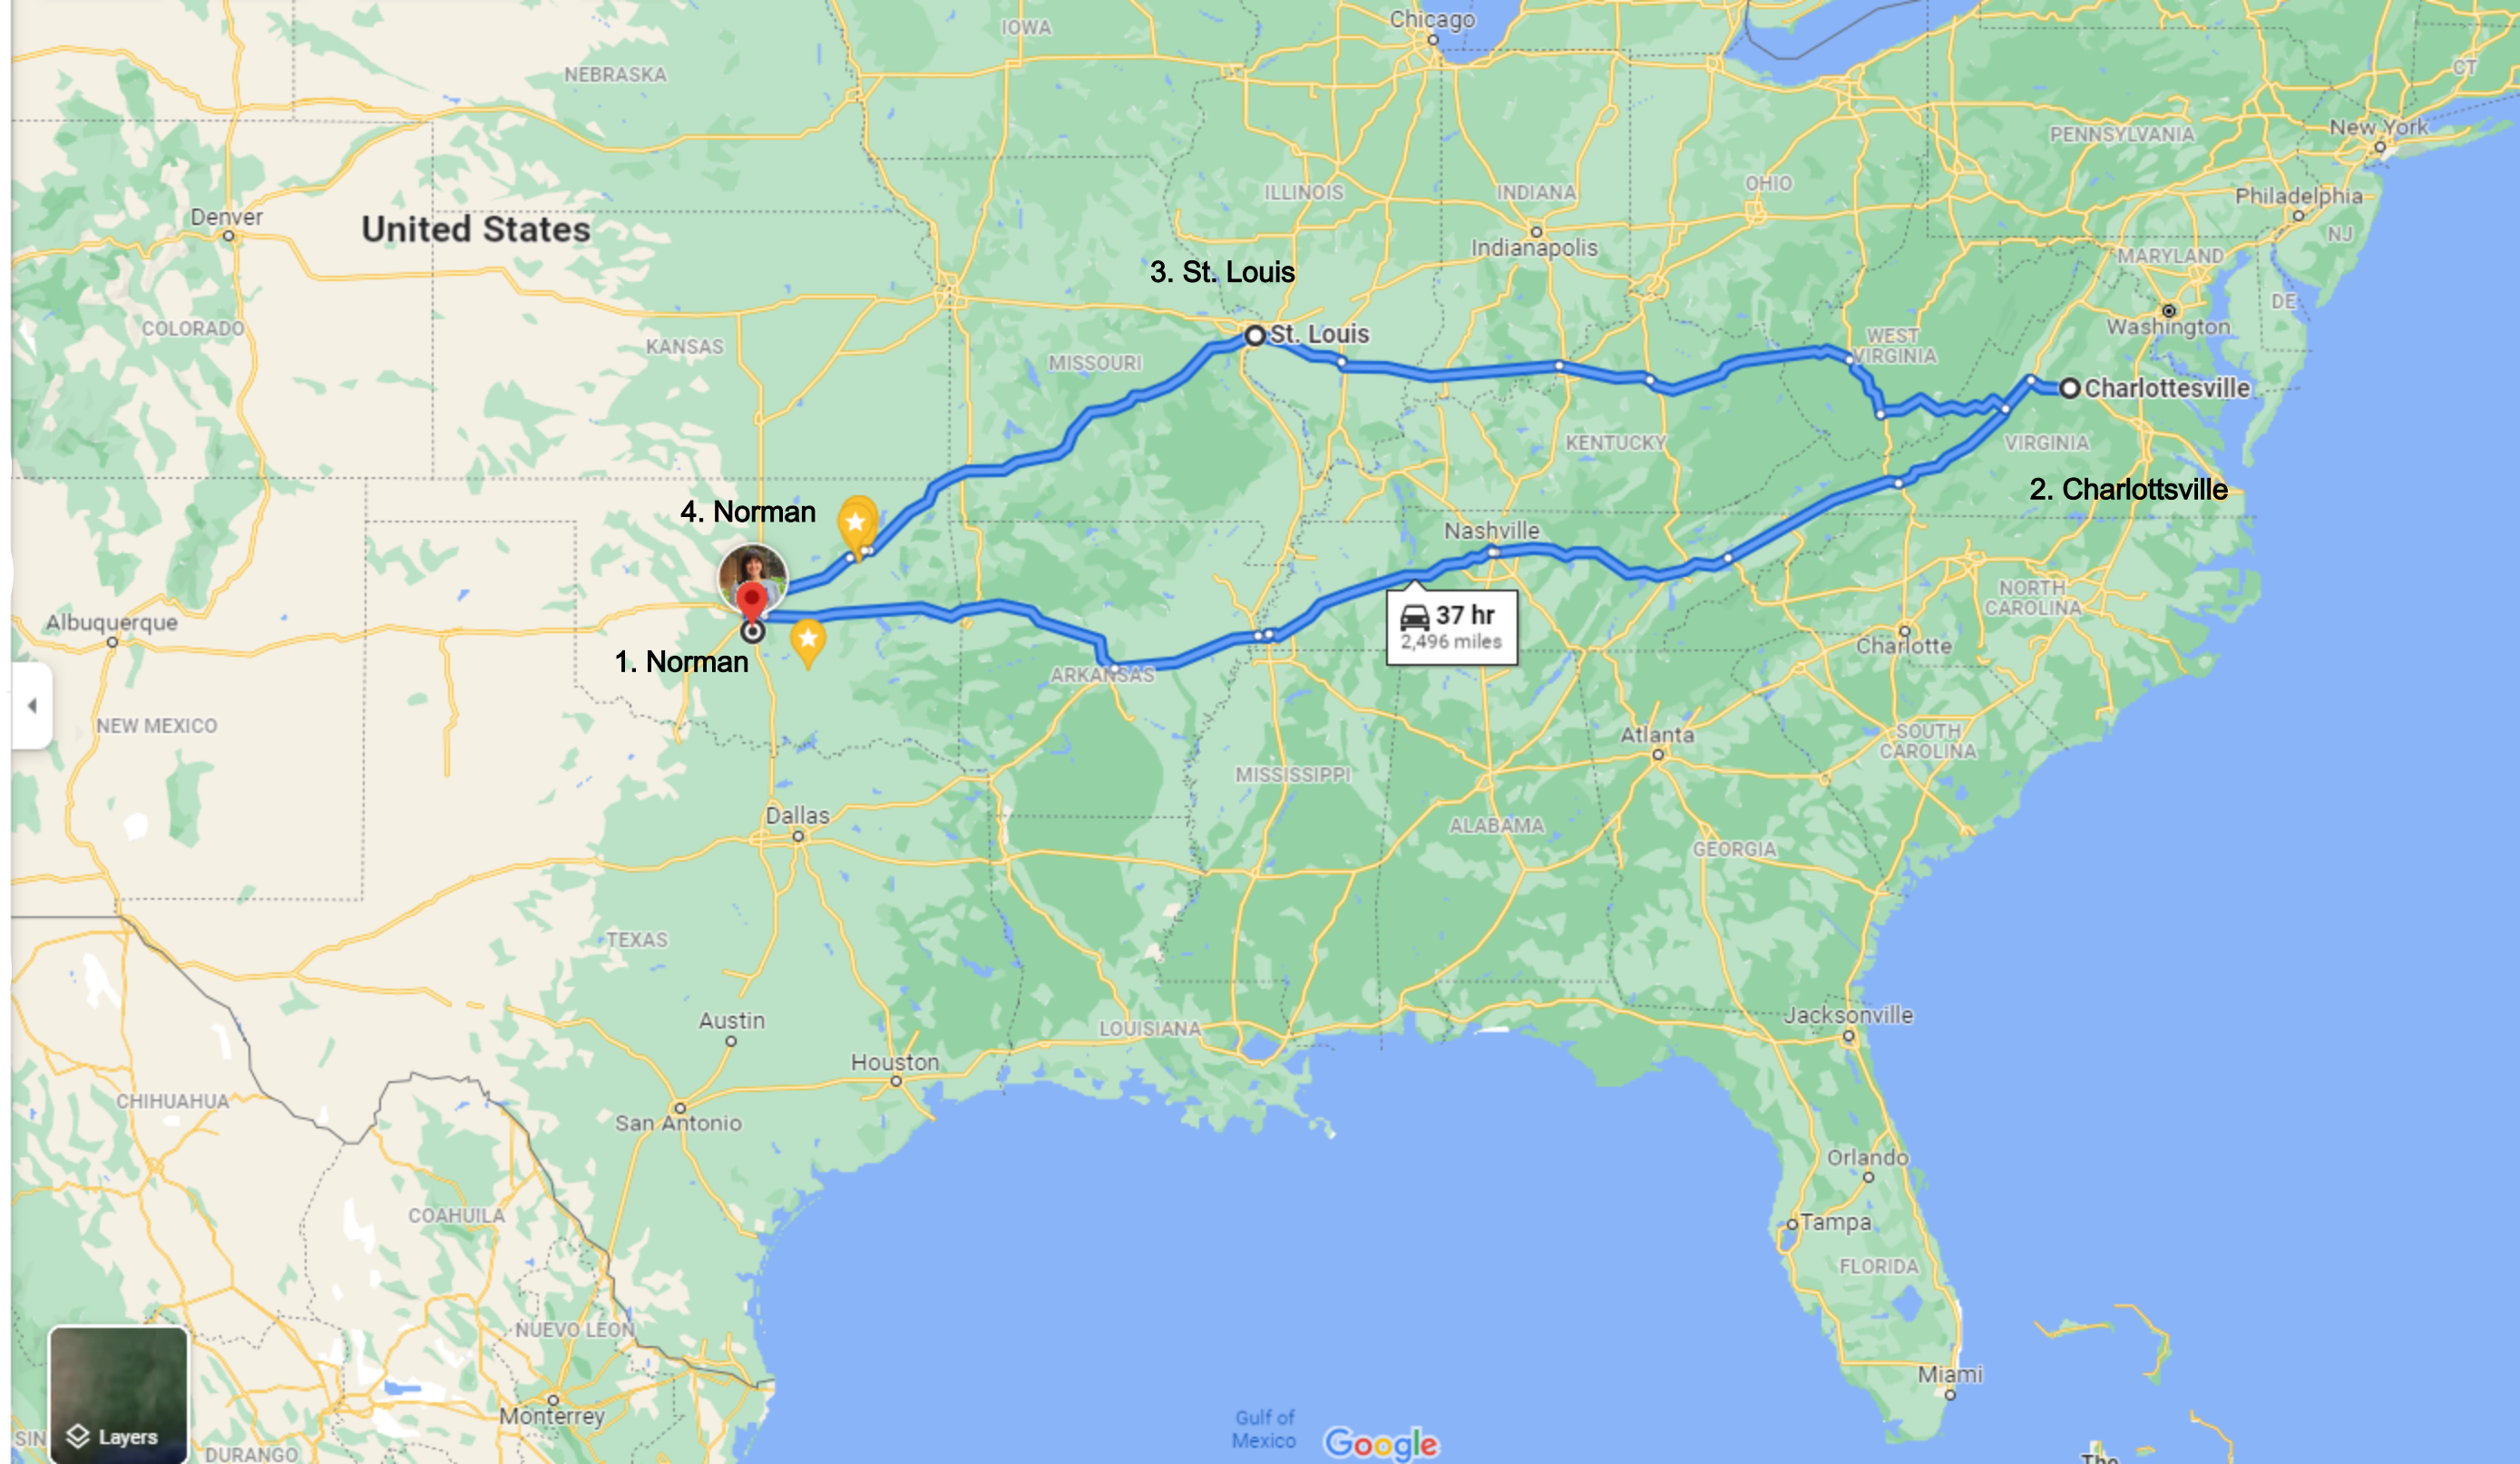 Chicago
IOWA
NEBRASKA
CT
New York
PENNSYLVANIA
ILLINOIS
INDIANA
OHIO
Philadelphia
Denver
United States
Indianapolis
NJ
MARYLAND
3. St. Louis
DE
COLORADO
Washington
St. Louis
KANSAS
MISSOURI
WEST
VIRGINIA
Charlottesville
KENTUCKY
VIRGINIA
2. Charlottsville
4. Norman
Nashville
NORTH
CAROLINA
37 hr
2,496 miles
Albuquerque
Charlotte
1. Norman
ARKANSAS
NEW MEXICO
Atlanta
SOUTH
CAROLINA
MISSISSIPPI
Dallas
ALABAMA
GEORGIA
TEXAS
Austin
LOUISIANA
Jacksonville
Houston
CHIHUAHUA
San Antonio
Orlando
COAHUILA
Tampa
FLORIDA
NUEVO LEON
Miami
Monterrey
Gulf of
Mexico
Google
SIN
Layers
DURANGO
The